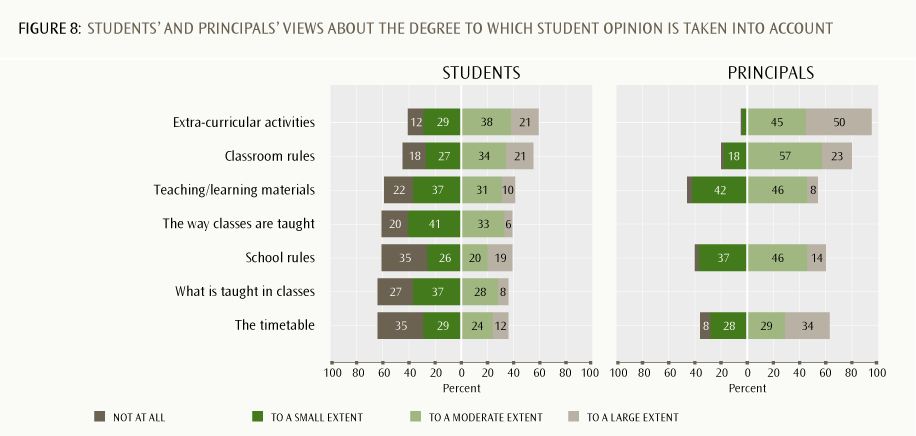 FIGURE 8: STUDENTS' AND PRINCIPALS' VIEWS ABOUT THE DEGREE TO WHICH STUDENT OPINION IS TAKEN INTO ACCOUNT
STUDENTS PRINCIPALS
Extra-curricular activities 12 29 38 21 45 50
Classroom rules 18 27 34 21 18 57 23
Teaching/learning materials 22 37 31 10 42 46 8
The way classes are taught 20 41 33 6
School rules 35 26 20 19 37 46 14
What is taught in classes 27 37 28 8
The timetable 35 29 24 12 8 28 29 34
100 80 60 40 20 0 20 40 60 80 100 100 80 60 40 20 0 20 40 60 80 100
Percent Percent
NOT AT ALL TO A SMALL EXTENT TO A MODERATE EXTENT TO A LARGE EXTENT